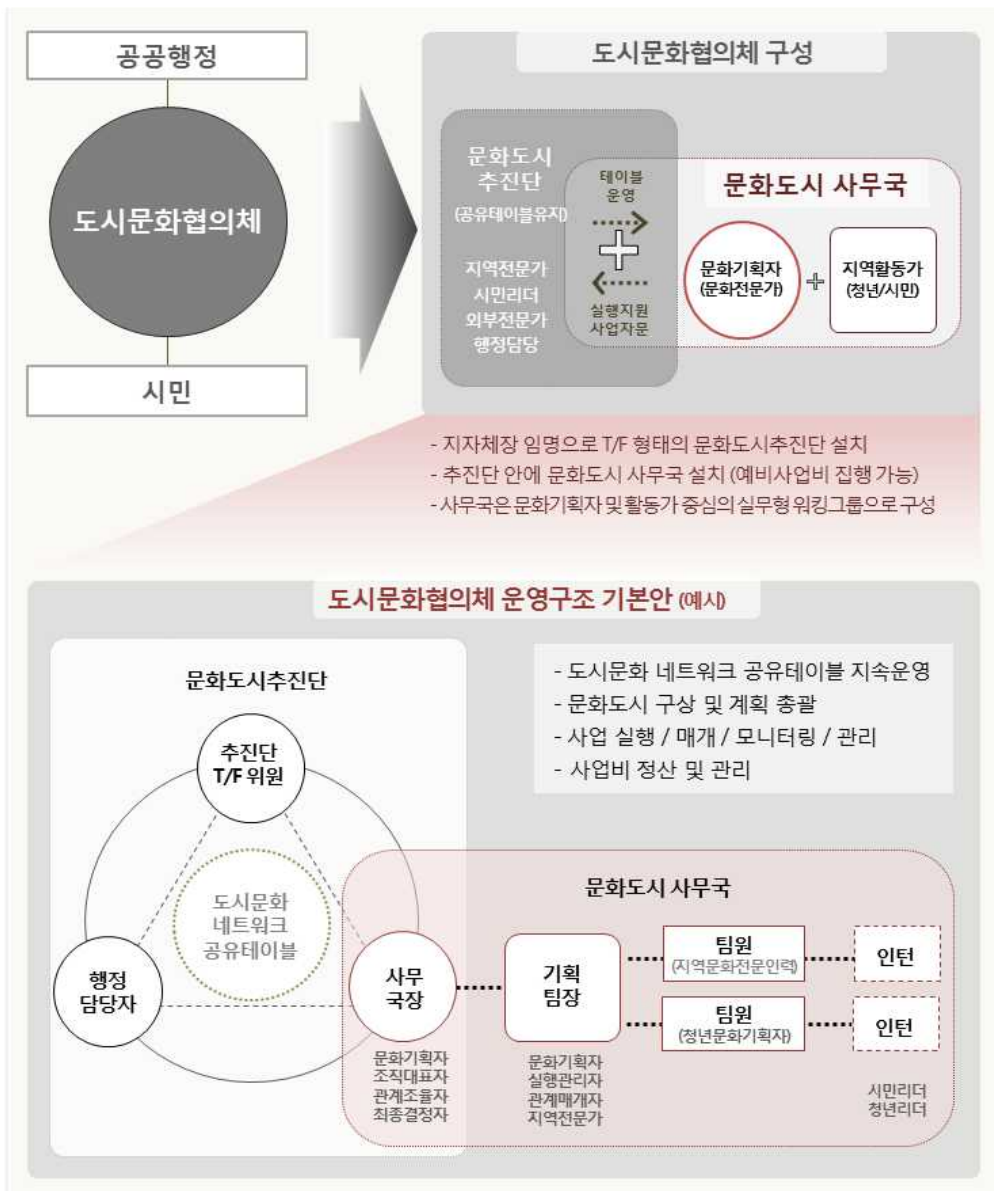 공공행정
도시문화협의체
시민
도시문화협의체 구성
문화도시
추진단
(공유테이블유지)
지역전문가
시민리더
외부전문가
행정담당
테이블
운영
실행지원
사업자문
문화도시 사무국
문화기획자
(문화전문가)
지역활동가
(청년/시민)
- 지자체장 임명으로 T/F 형태의 문화도시추진단 설치
- 추진단 안에 문화도시 사무국 설치 (예비사업비 집행 가능)
- 사무국은 문화기획자 및 활동가 중심의 실무형 워킹그룹으로 구성
도시문화협의체 운영구조 기본안 (예시)
문화도시추진단
추진단
T/F 위원
도시문화
네트워크
공유테이블
행정
담당자
- 도시문화 네트워크 공유테이블 지속운영
- 문화도시 구상 및 계획 총괄
- 사업 실행 / 매개 / 모니터링 / 관리
- 사업비 정산 및 관리
문화도시 사무국
사무
국장
문화기획자
조직대표자
관계조율자
최종결정자
기획
팀장
문화기획자
실행관리자
관계매개자
지역전문가
팀원
(지역문화전문인력)
인턴
팀원
(청년문화기획자)
인턴
시민리더
청년리더